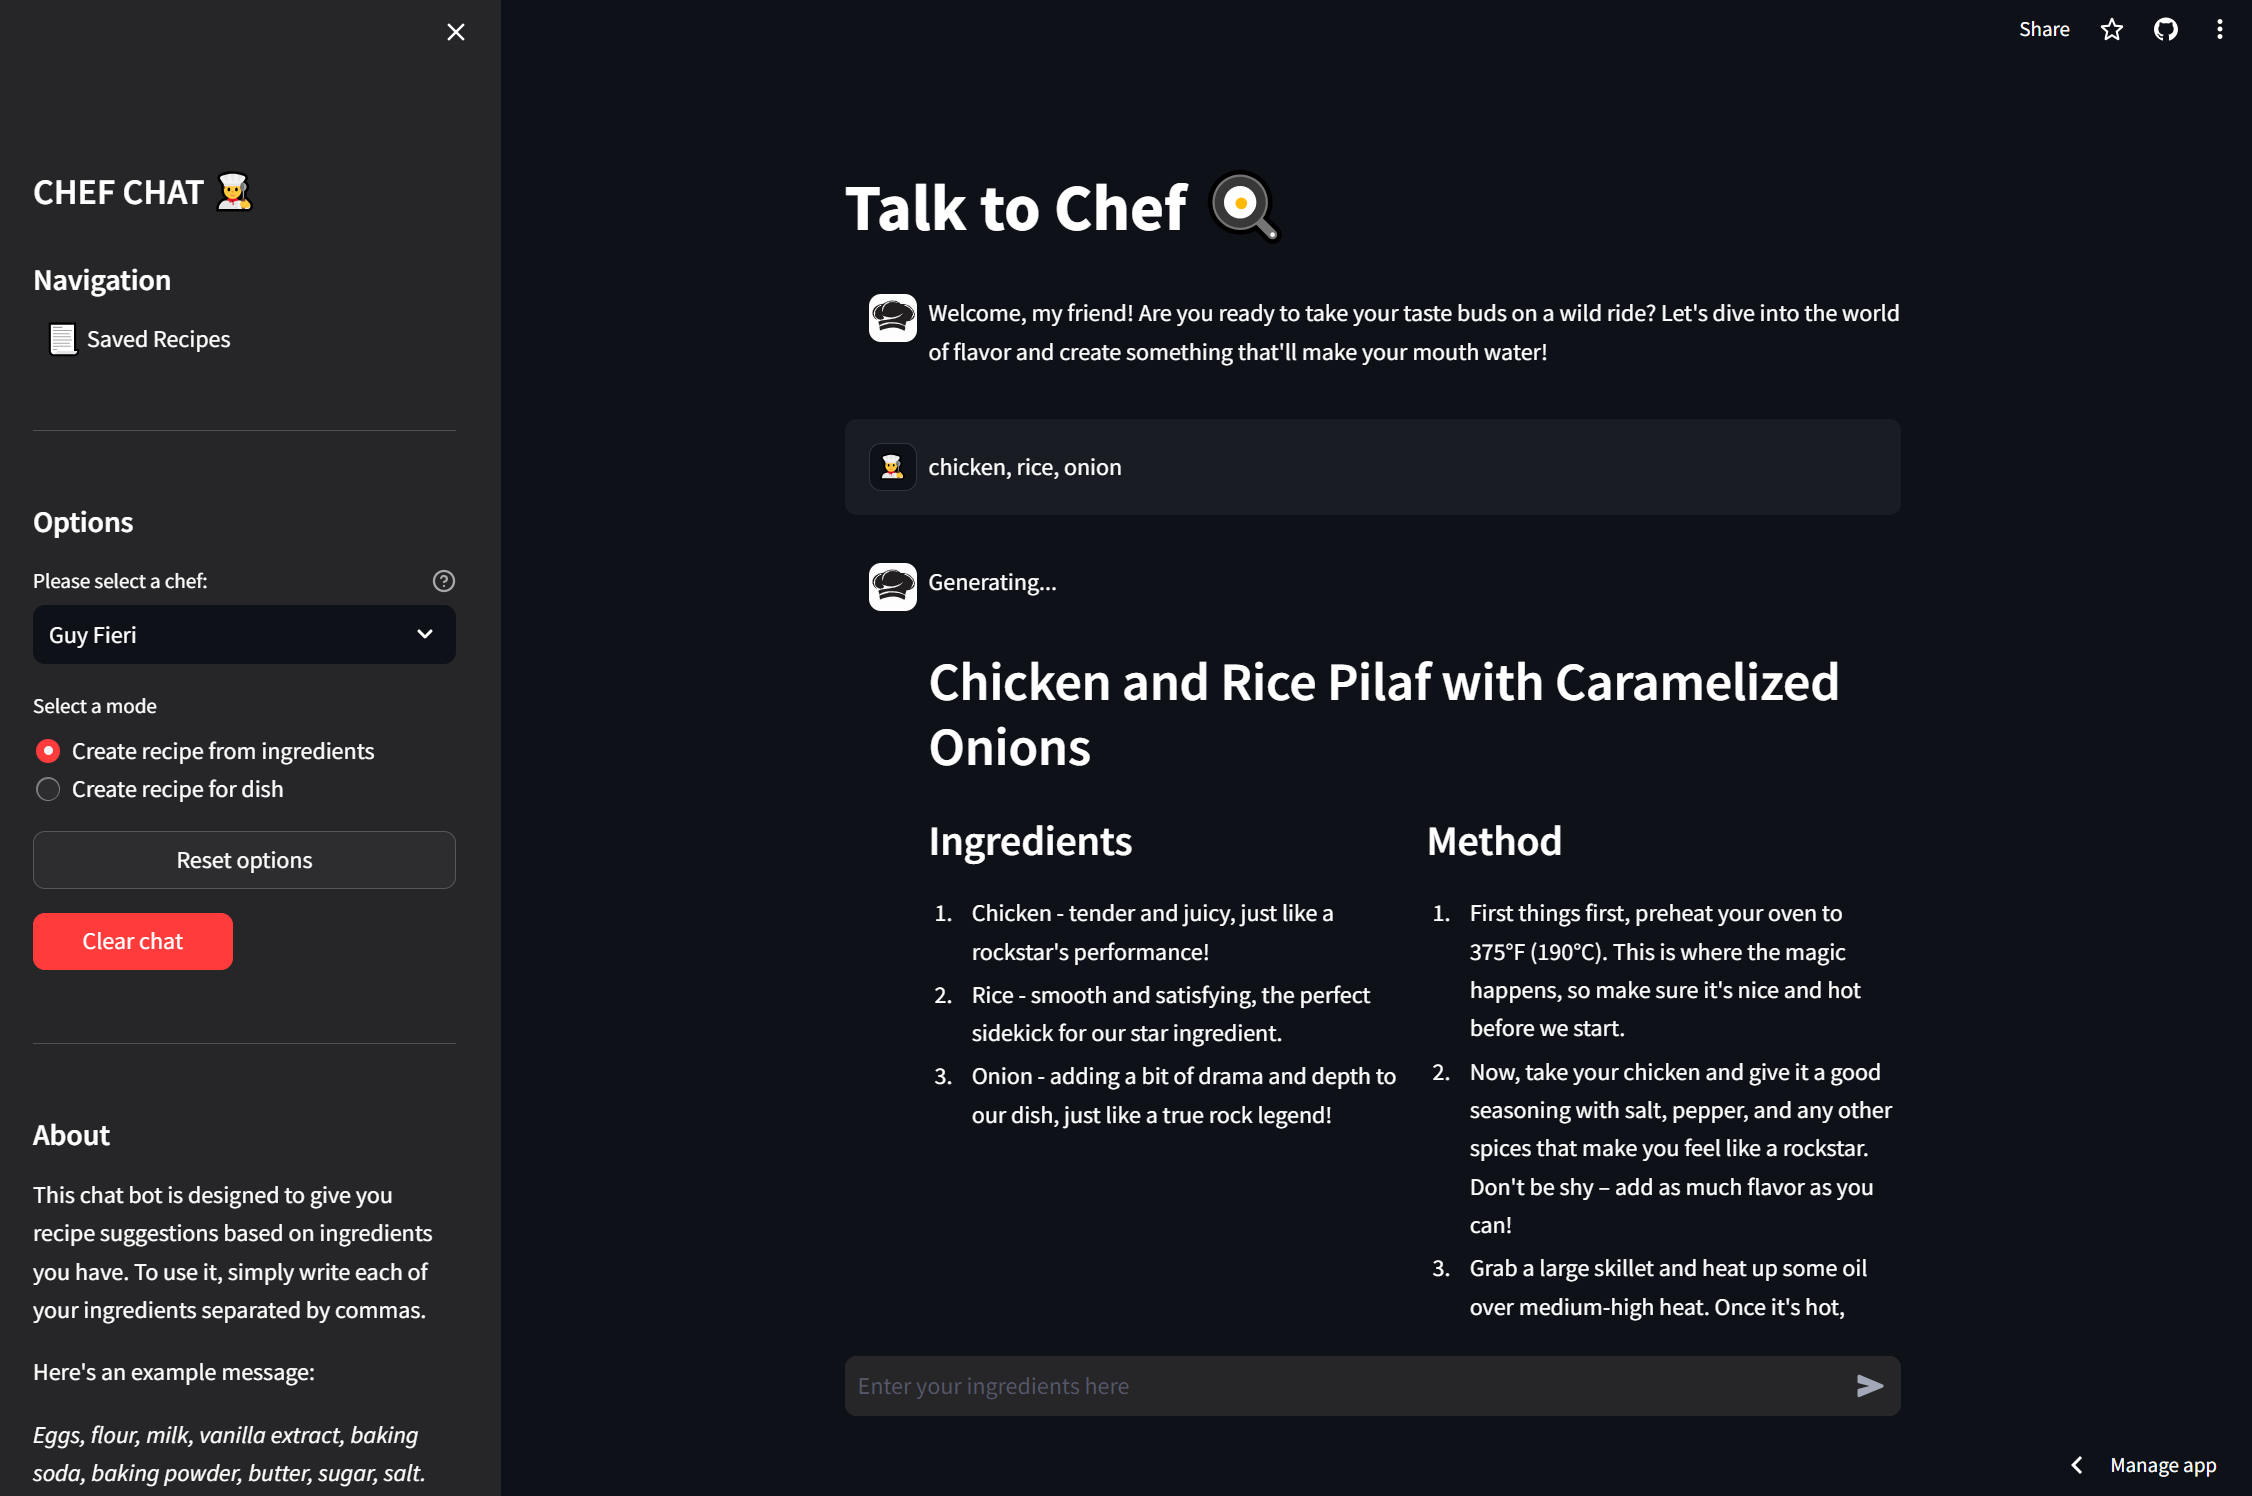 CHEF CHAT
Navigation
Saved Recipes
Options
Please select a chef:
Guy Fieri
Select a mode
Create recipe from ingredients
Create recipe for dish
Reset options
Clear chat
About
This chat bot is designed to give you
recipe suggestions based on ingredients
you have. To use it, simply write each of
your ingredients separated by commas.
Here's an example message:
Eggs, flour, milk, vanilla extract, baking
soda, baking powder, butter, sugar, salt.
Share
Talk to Chef
Welcome, my friend! Are you ready to take your taste buds on a wild ride? Let's dive into the world
of flavor and create something that'll make your mouth water!
chicken, rice, onion
Generating...
Chicken and Rice Pilaf with Caramelized
Onions
Ingredients
1. Chicken - tender and juicy, just like a
rockstar's performance!
2. Rice - smooth and satisfying, the perfect
sidekick for our star ingredient.
3. Onion - adding a bit of drama and depth to
our dish, just like a true rock legend!
Method
1. First things first, preheat your oven to
375°F (190°C). This is where the magic
happens, so make sure it's nice and hot
before we start.
2. Now, take your chicken and give it a good
seasoning with salt, pepper, and any other
spices that make you feel like a rockstar.
Don't be shy – add as much flavor as you
can!
3. Grab a large skillet and heat up some oil
over medium-high heat. Once it's hot,
Enter your ingredients here
Manage app